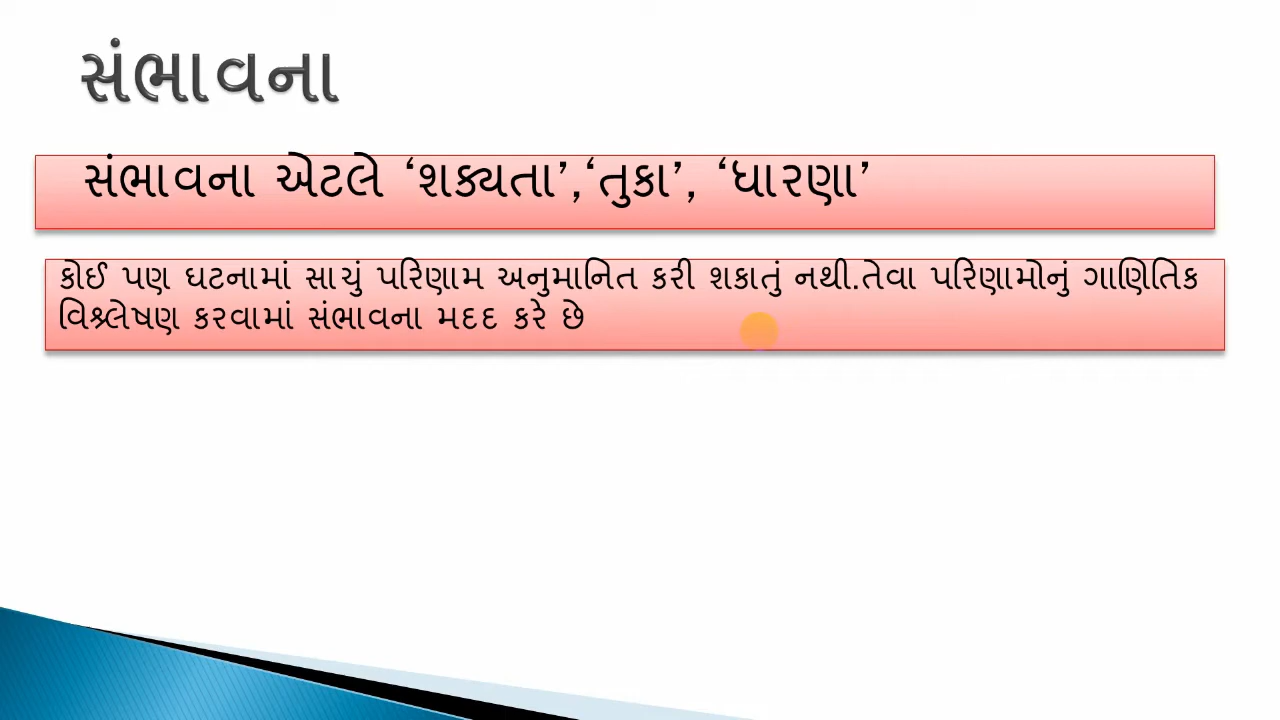 સંભાવના
સંભાવના એટલે ‘શક્યતા’,‘તુકા’, ‘ધારણા’
કોઈ પણ ઘટનામાં સાચું પરિણામ અનુમાનિત કરી શકાતું નથી.તેવા પરિણામોનું ગાણિતિક
વિશ્લેષણ કરવામાં સંભાવના મદદ કરે છે